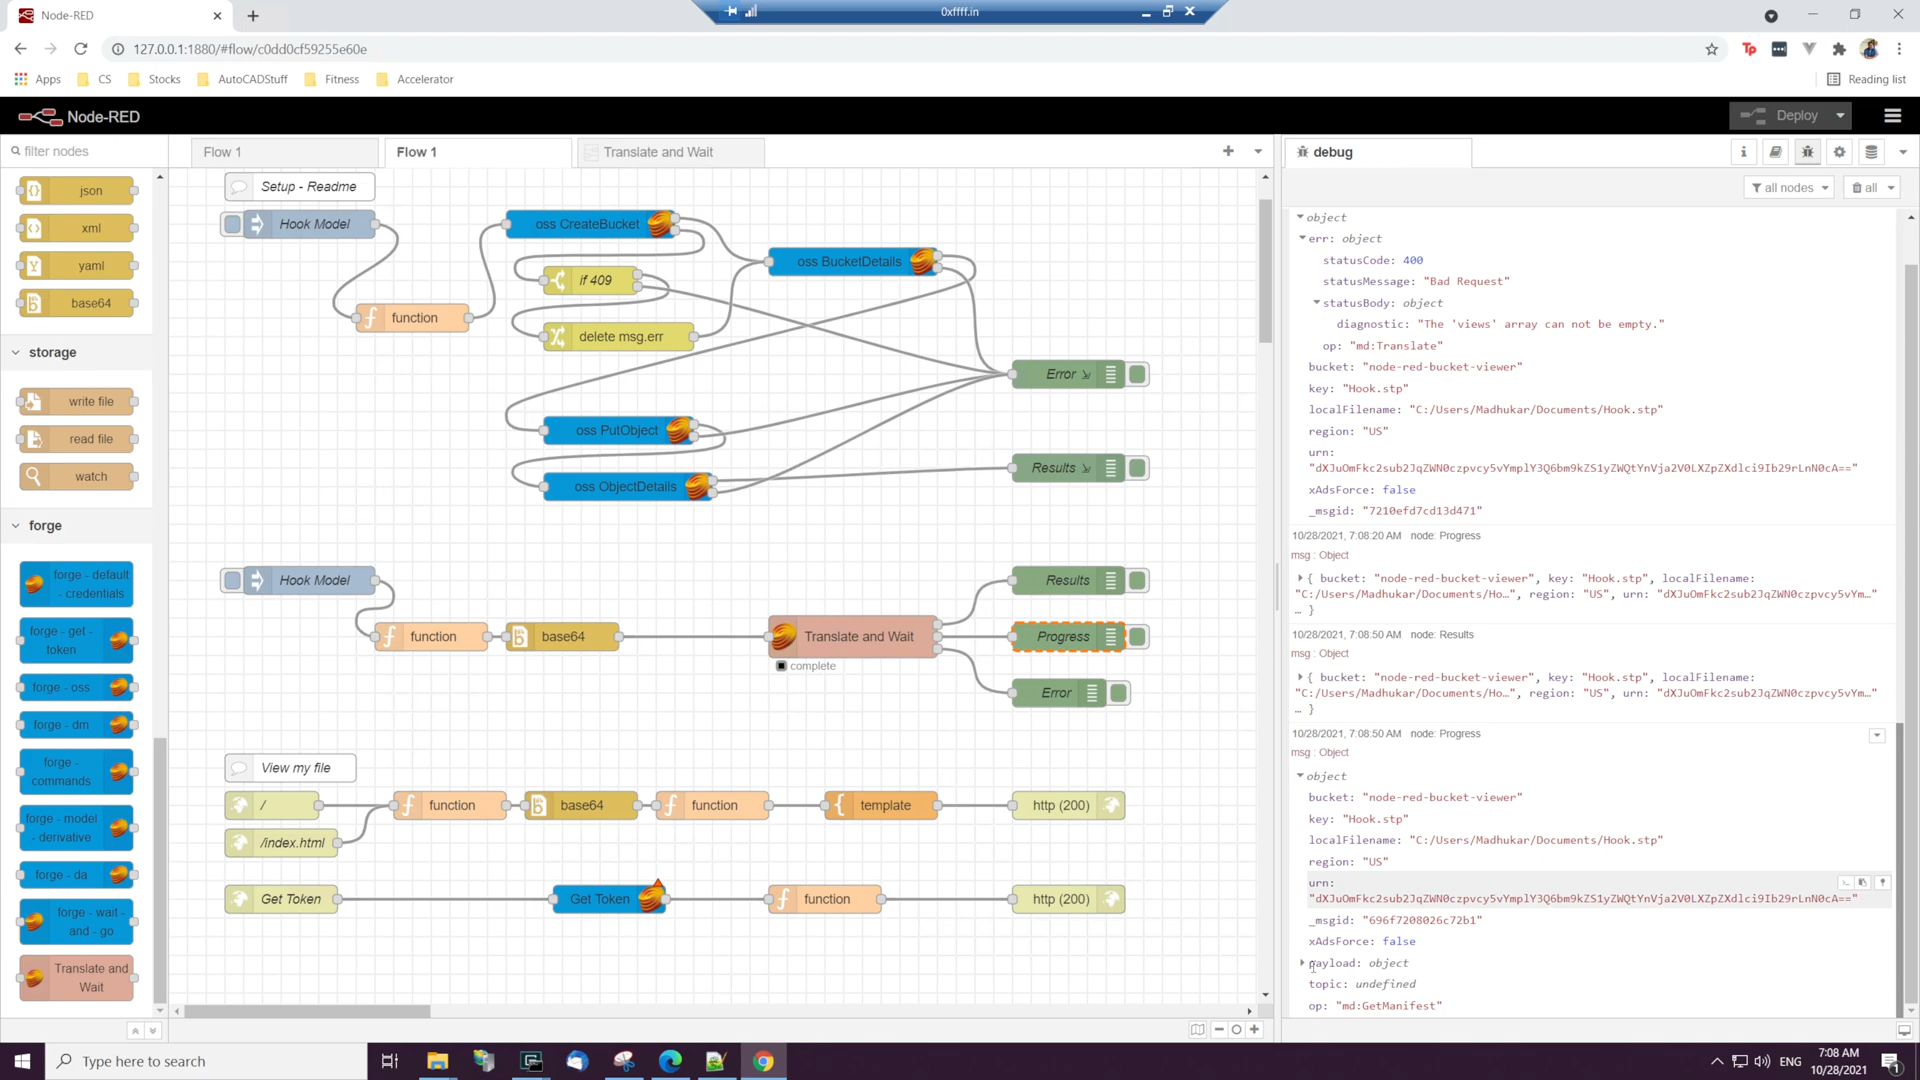 Node-RED
0xffff.in
127.0.0.1:1880/#flow/c0dd0cf59255e60e
Tp
Apps
CS
Stocks
AutoCADStuff
Fitness
Accelerator
Reading list
Node-RED
Deploy
filter nodes
Flow 1
Flow 1
Translate and Wait
debug
all nodes
all
json
xml
yaml
base64
storage
write file
read file
watch
forge
forge - default
- credentials
forge - get -
token
forge - oss
forge - dm
forge -
commands
forge - model -
- derivative
forge - da
forge - wait -
and - go
Translate and
Wait
Setup - Readme
Hook Model
function
oss CreateBucket
if 409
delete msg.err
oss BucketDetails
Error
oss PutObject
Results
oss ObjectDetails
Hook Model
function
base64
Translate and Wait
complete
Results
Progress
Error
View my file
/
function
base64
function
template
http (200)
/index.html
Get Token
Get Token
function
http (200)
object
err: object
statusCode: 400
statusMessage: "Bad Request"
statusBody: object
diagnostic: "The 'views' array can not be empty."
op: "md:Translate"
bucket: "node-red-bucket-viewer"
key: "Hook.stp"
localFilename: "C:/Users/Madhukar/Documents/Hook.stp"
region: "US"
urn:
"dXJuOmFkc2sub2JqZWN0czpvcy5vYmplY3Q6bm9kZS1yZWQtYnVja2V0LXZpZXdlci9Ib29rLnN0cA=="
xAdsForce: false
_msgid: "7210efd7cd13d471"
10/28/2021, 7:08:20 AM node: Progress
msg : Object
{ bucket: "node-red-bucket-viewer", key: "Hook.stp", localFilename:
"C:/Users/Madhukar/Documents/Ho…", region: "US", urn: "dXJuOmFkc2sub2JqZWN0czpvcy5vYm…"
… }
10/28/2021, 7:08:50 AM node: Results
msg : Object
{ bucket: "node-red-bucket-viewer", key: "Hook.stp", localFilename:
"C:/Users/Madhukar/Documents/Ho…", region: "US", urn: "dXJuOmFkc2sub2JqZWN0czpvcy5vYm…"
… }
10/28/2021, 7:08:50 AM node: Progress
msg : Object
object
bucket: "node-red-bucket-viewer"
key: "Hook.stp"
localFilename: "C:/Users/Madhukar/Documents/Hook.stp"
region: "US"
urn:
"dXJuOmFkc2sub2JqZWN0czpvcy5vYmplY3Q6bm9kZS1yZWQtYnVja2V0LXZpZXdlci9Ib29rLnN0cA=="
_msgid: "696f7208026c72b1"
xAdsForce: false
payload: object
topic: undefined
op: "md:GetManifest"
Type here to search
ENG
7:08 AM
10/28/2021
1